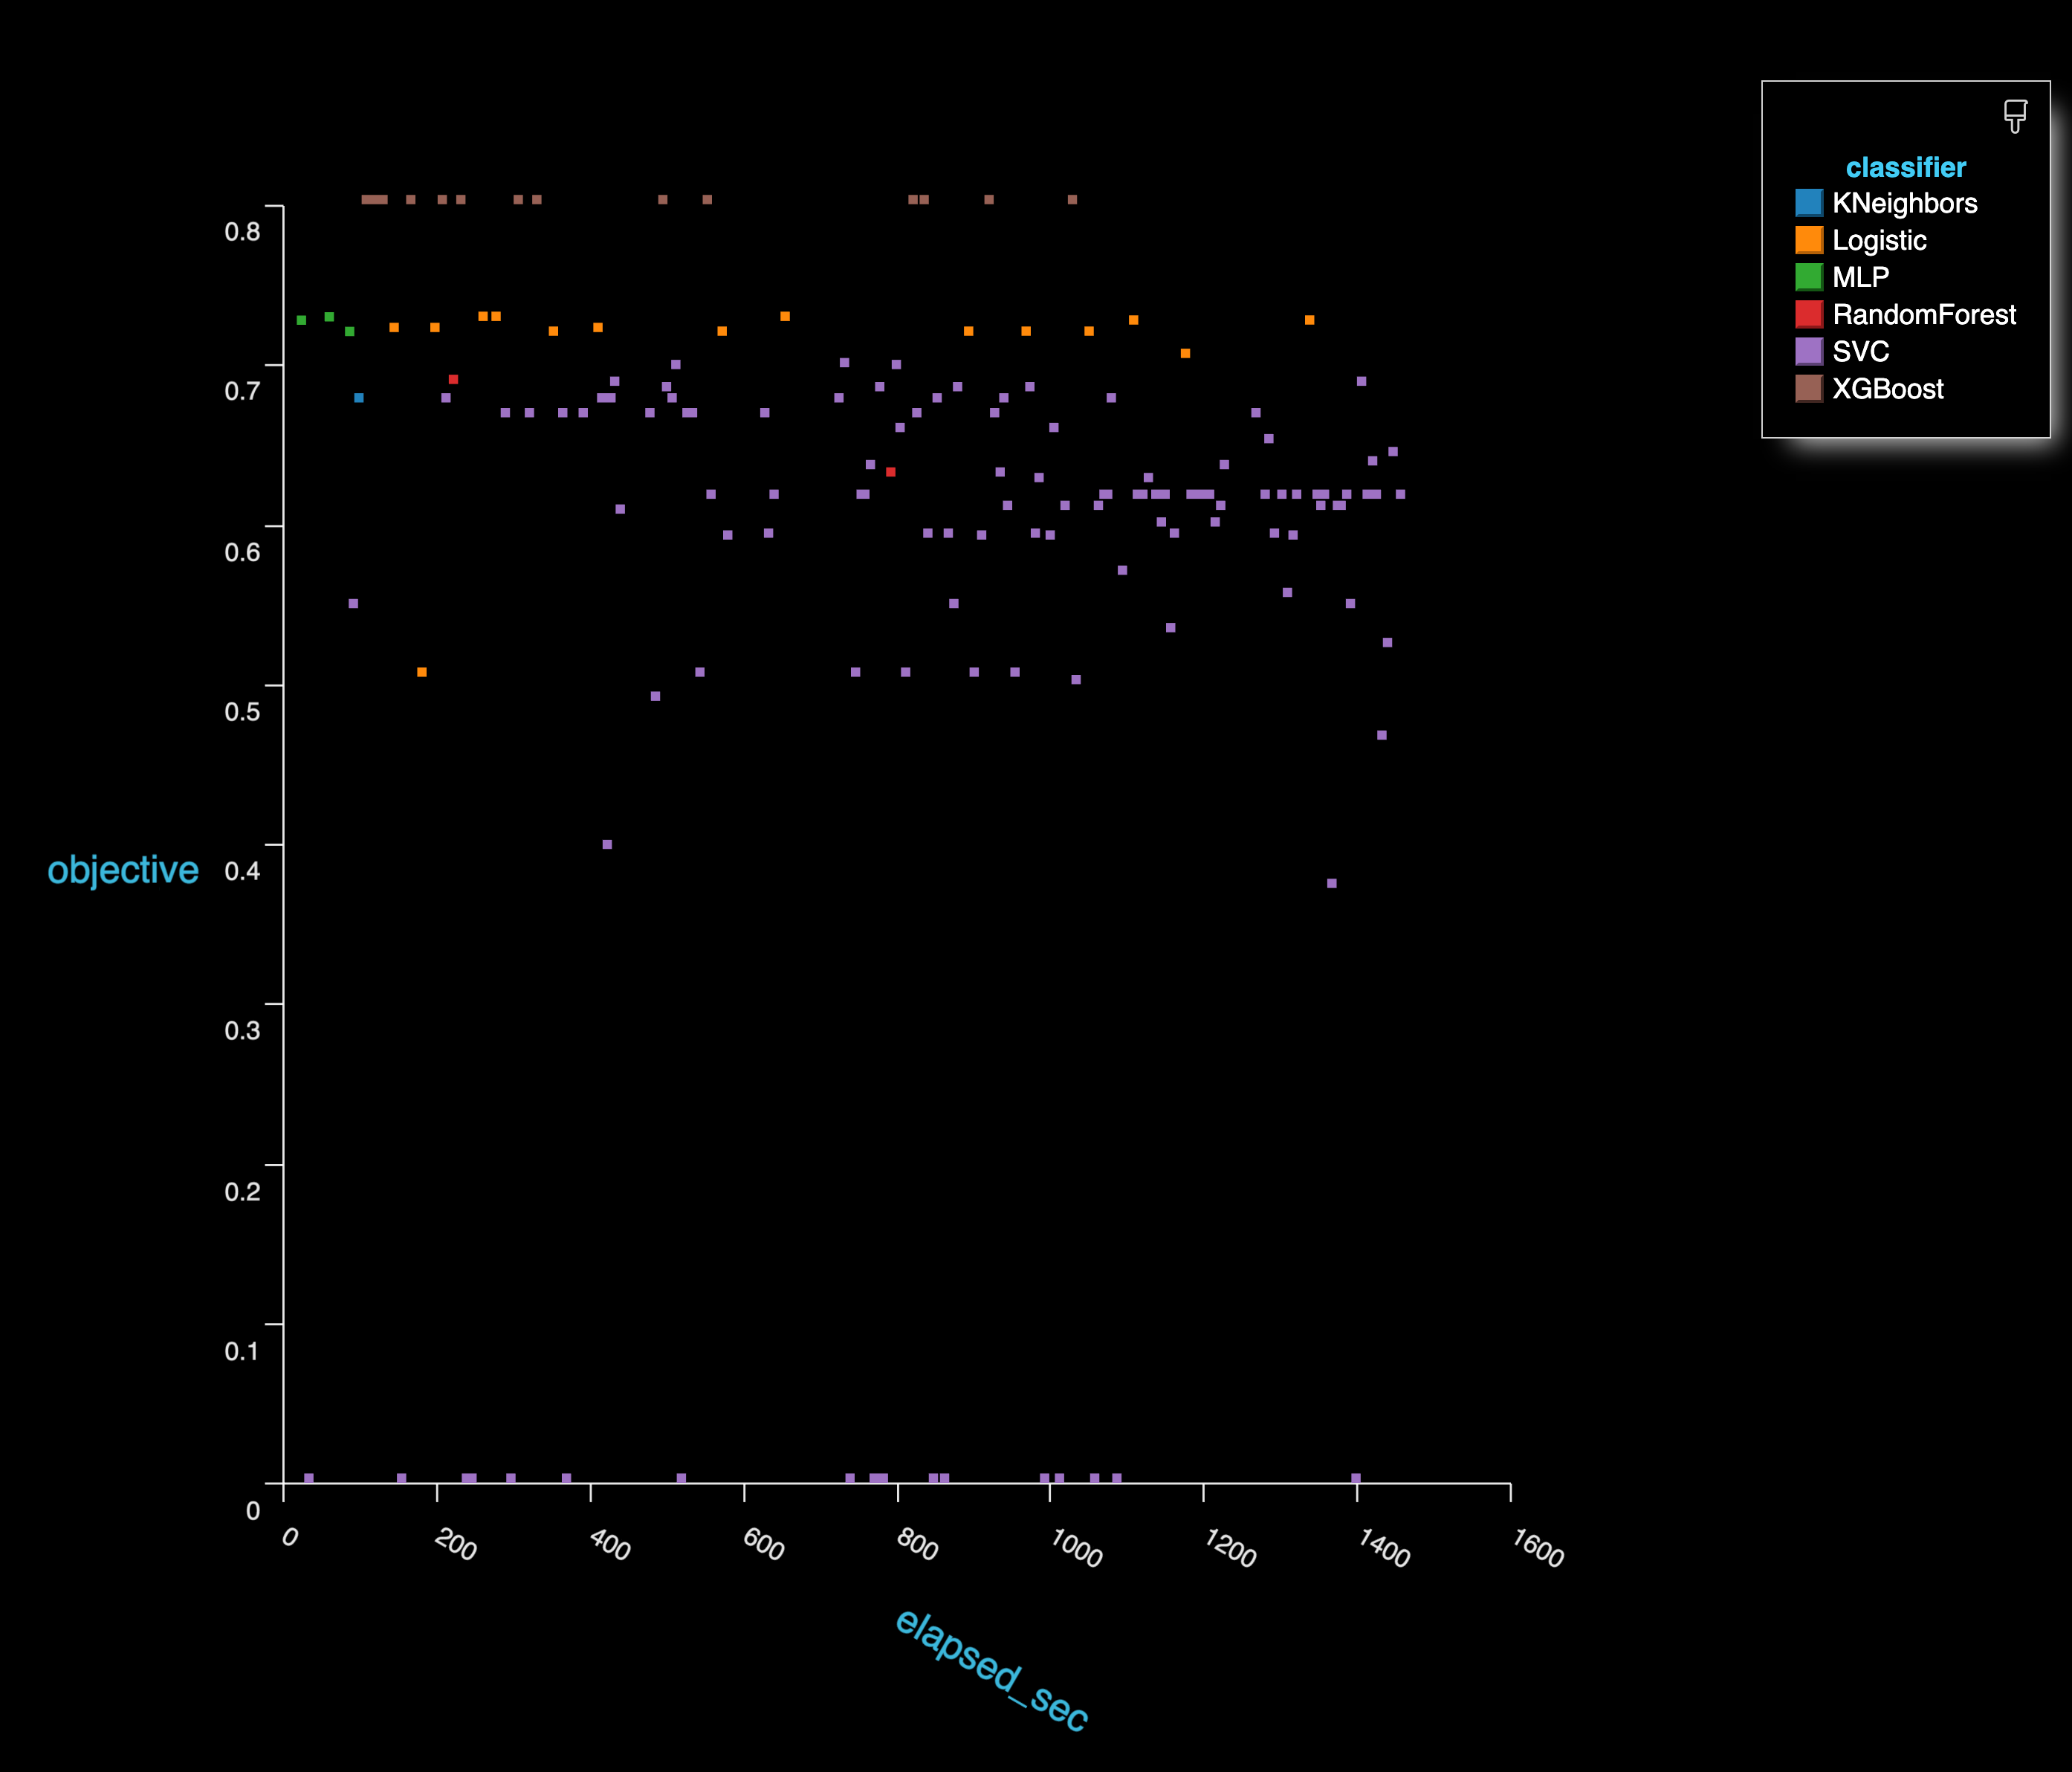 classifier
KNeighbors
Logistic
MLP
RandomForest
SVC
XGBoost
0.8
0.7
0.6
0.5
objective
0.4
0.3
0.2
0.1
0
0
200
400
600
800
1000
1200
1400
1600
elapsed_sec